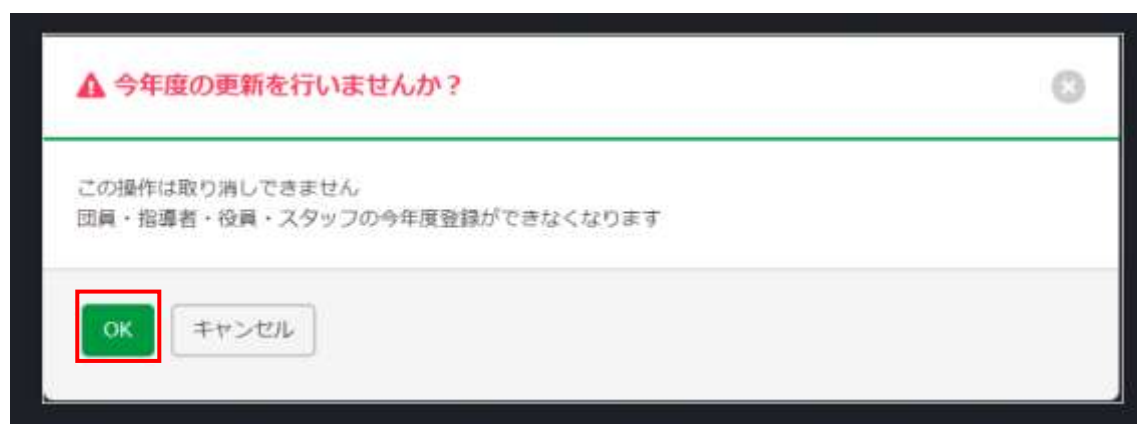 今年度の更新を行いませんか？
この操作は取り消しできません
団員・指導者・役員・スタッフの今年度登録ができなくなります
OK
キャンセル